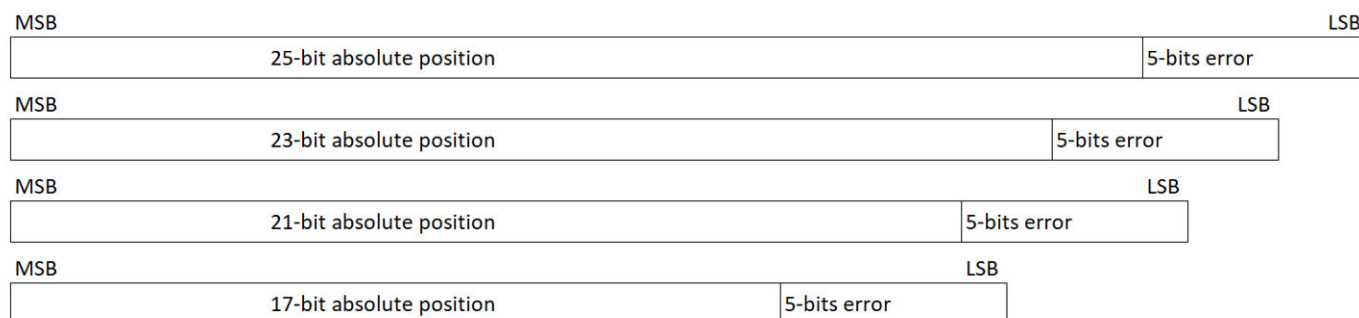 MSB LSB
25-bit absolute position 5-bits error
MSB LSB
23-bit absolute position 5-bits error
MSB LSB
21-bit absolute position 5-bits error
MSB LSB
17-bit absolute position 5-bits error